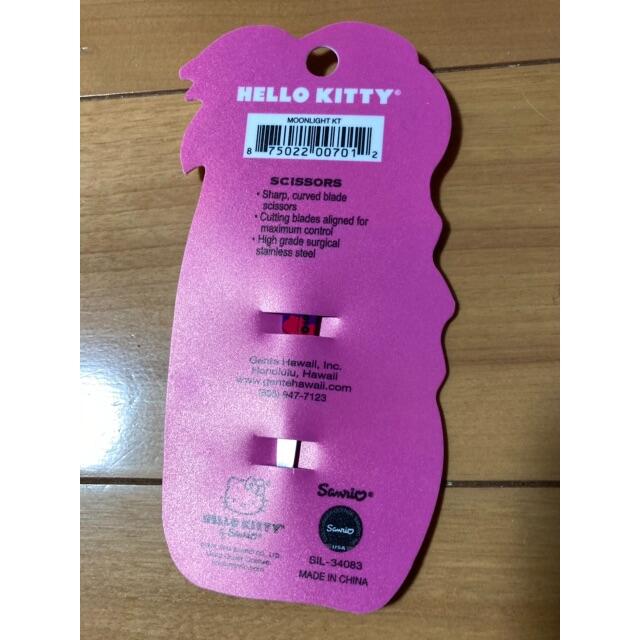 HELLO KITTY®
MOONLIGHT KT
8 75022 00701 2
SCISSORS
• Sharp, curved blade
scissors
• Cutting blades aligned for
maximum control
• High grade surgical
stainless steel
Gente Hawaii, Inc.
Honolulu, Hawaii
www.gentehawaii.com
(808) 947-7123
Sanrio®
HELLO KITTY®
Sanrio
USA
SIL-34083
MADE IN CHINA